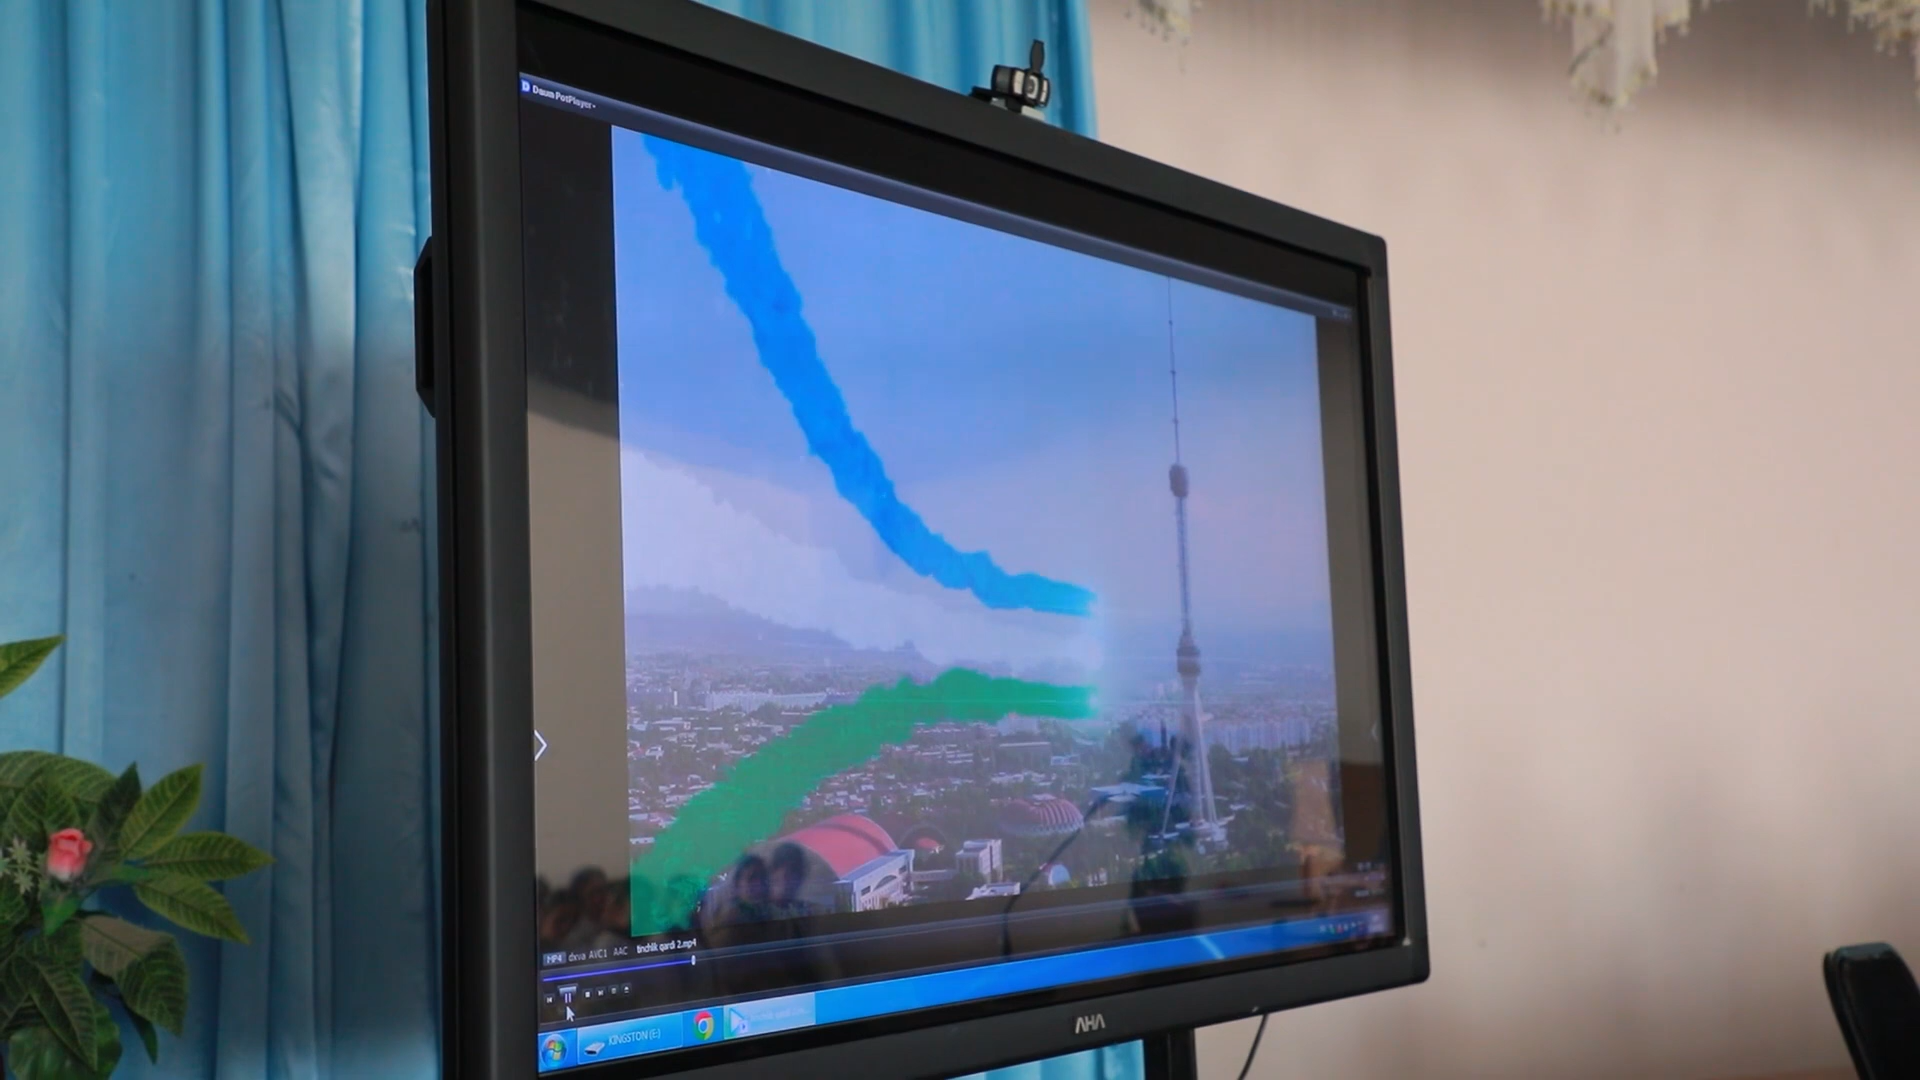 Daum PotPlayer
MP4 dxva AVC1 AAC tinchlik qardi 2.mp4
KINGSTON (E:)
AHA